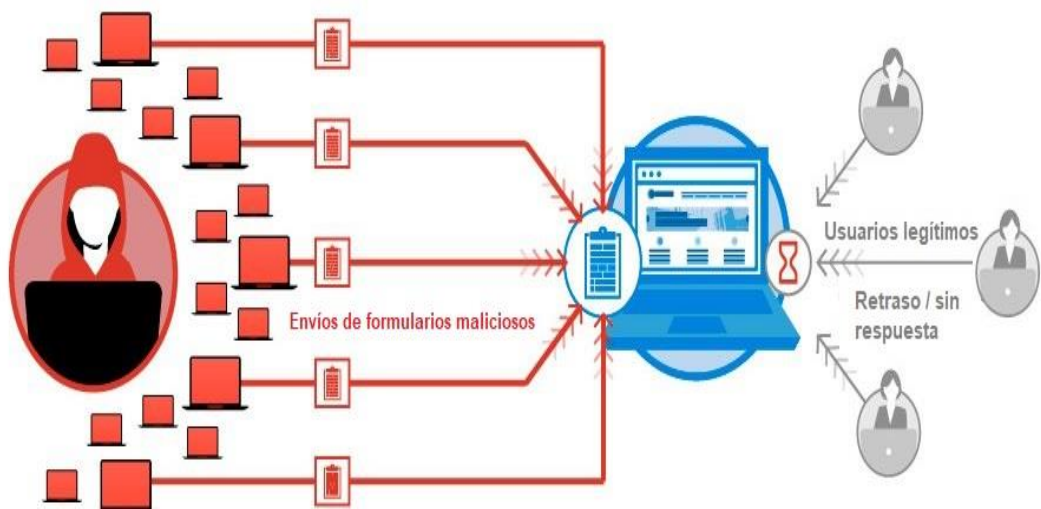 Envíos de formularios maliciosos
Usuarios legítimos
Retraso / sin
respuesta